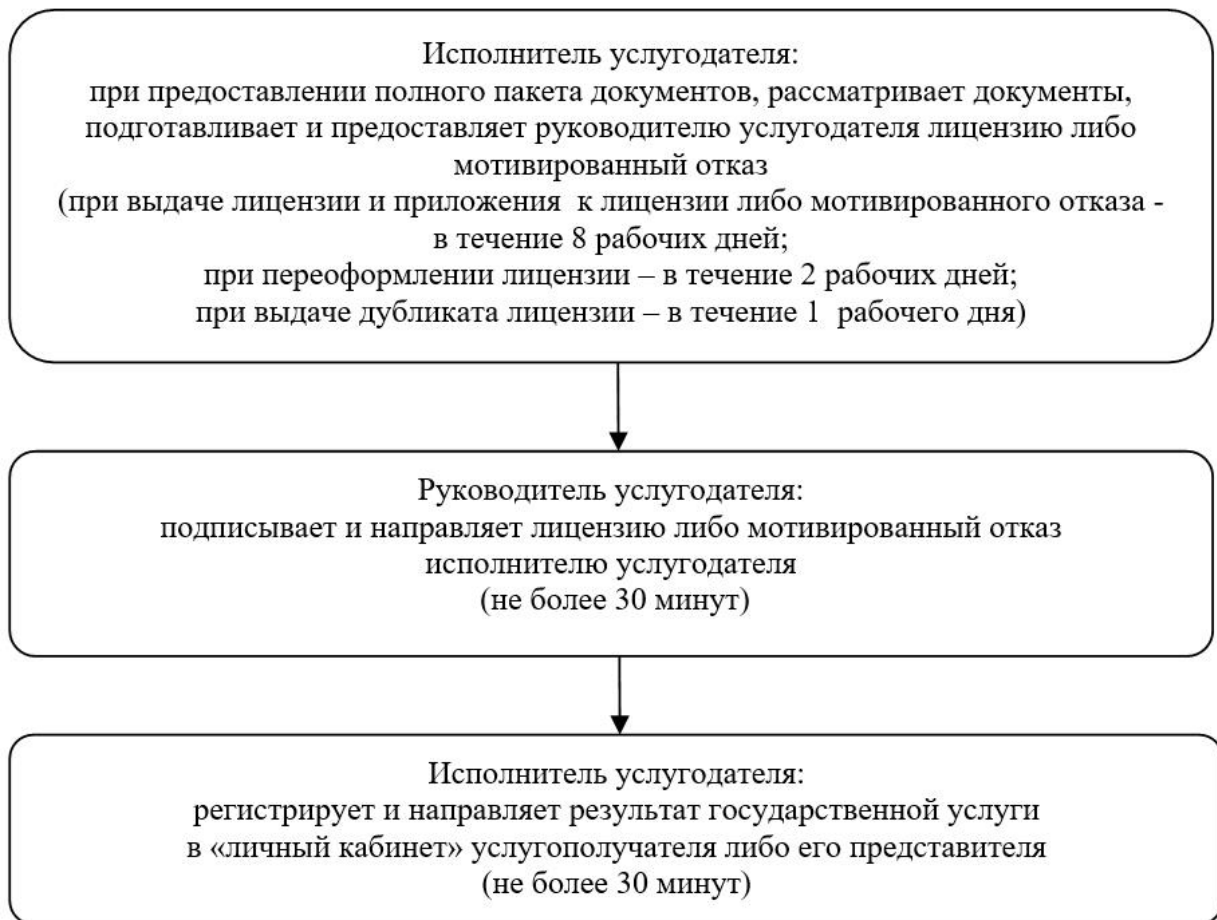 Исполнитель услугодателя:
при предоставлении полного пакета документов, рассматривает документы,
подготавливает и предоставляет руководителю услугодателя лицензию либо
мотивированный отказ
(при выдаче лицензии и приложения к лицензии либо мотивированного отказа -
в течение 8 рабочих дней;
при переоформлении лицензии – в течение 2 рабочих дней;
при выдаче дубликата лицензии – в течение 1 рабочего дня)
Руководитель услугодателя:
подписывает и направляет лицензию либо мотивированный отказ
исполнителю услугодателя
(не более 30 минут)
Исполнитель услугодателя:
регистрирует и направляет результат государственной услуги
в «личный кабинет» услугополучателя либо его представителя
(не более 30 минут)